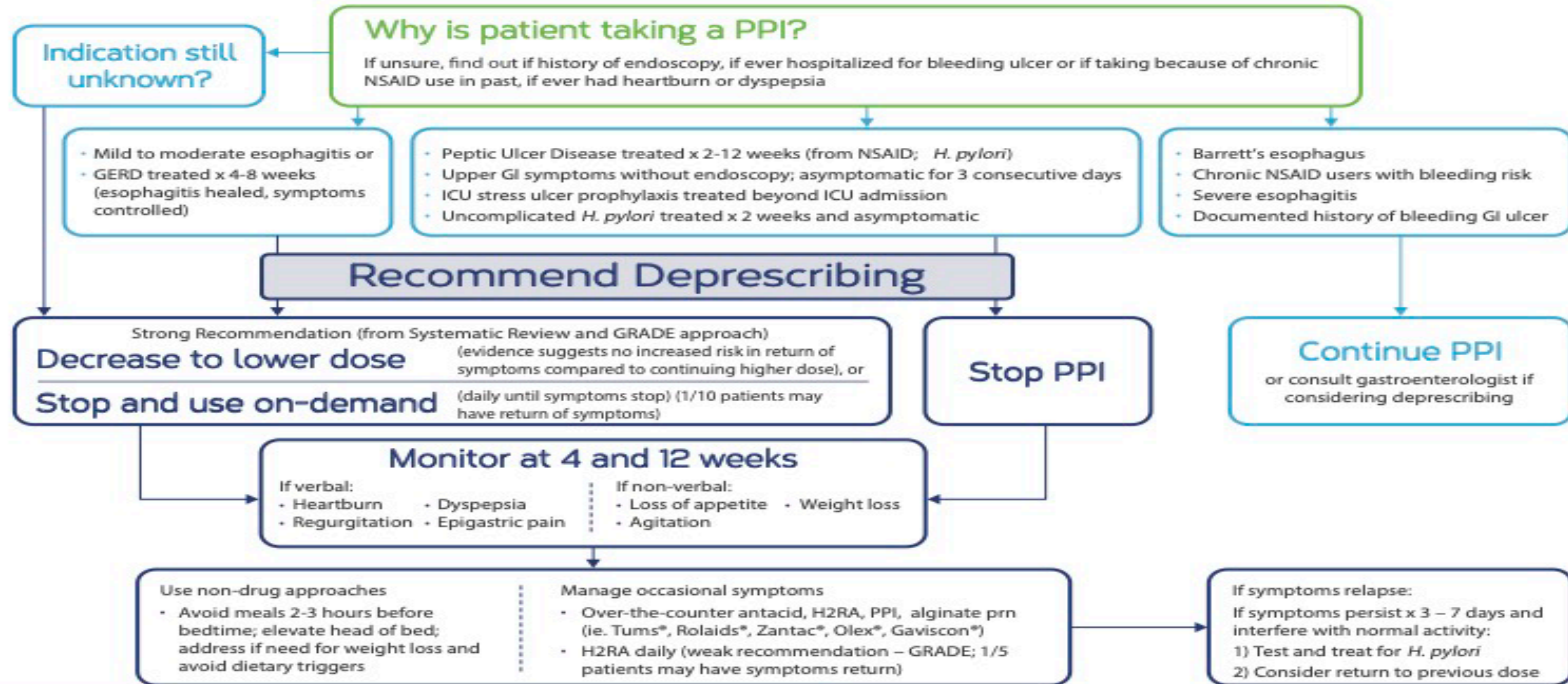 Why is patient taking a PPI?
If unsure, find out if history of endoscopy, if ever hospitalized for bleeding ulcer or if taking because of chronic
NSAID use in past, if ever had heartburn or dyspepsia
Indication still
unknown?
• Mild to moderate esophagitis or
• GERD treated x 4-8 weeks
(esophagitis healed, symptoms
controlled)
• Peptic Ulcer Disease treated x 2-12 weeks (from NSAID; H. pylori)
• Upper GI symptoms without endoscopy; asymptomatic for 3 consecutive days
• ICU stress ulcer prophylaxis treated beyond ICU admission
• Uncomplicated H. pylori treated x 2 weeks and asymptomatic
• Barrett's esophagus
• Chronic NSAID users with bleeding risk
• Severe esophagitis
• Documented history of bleeding GI ulcer
Recommend Deprescribing
Strong Recommendation (from Systematic Review and GRADE approach)
Decrease to lower dose
(evidence suggests no increased risk in return of
symptoms compared to continuing higher dose), or
Stop and use on-demand
(daily until symptoms stop) (1/10 patients may
have return of symptoms)
Stop PPI
Continue PPI
or consult gastroenterologist if
considering deprescribing
Monitor at 4 and 12 weeks
If verbal:
• Heartburn • Dyspepsia
• Regurgitation • Epigastric pain
If non-verbal:
• Loss of appetite • Weight loss
• Agitation
Use non-drug approaches
• Avoid meals 2-3 hours before
bedtime; elevate head of bed;
address if need for weight loss and
avoid dietary triggers
Manage occasional symptoms
• Over-the-counter antacid, H2RA, PPI, alginate prn
(ie. Tums®, Rolaids®, Zantac®, Olex®, Gaviscon®)
• H2RA daily (weak recommendation – GRADE; 1/5
patients may have symptoms return)
If symptoms relapse:
If symptoms persist x 3 – 7 days and
interfere with normal activity:
1) Test and treat for H. pylori
2) Consider return to previous dose